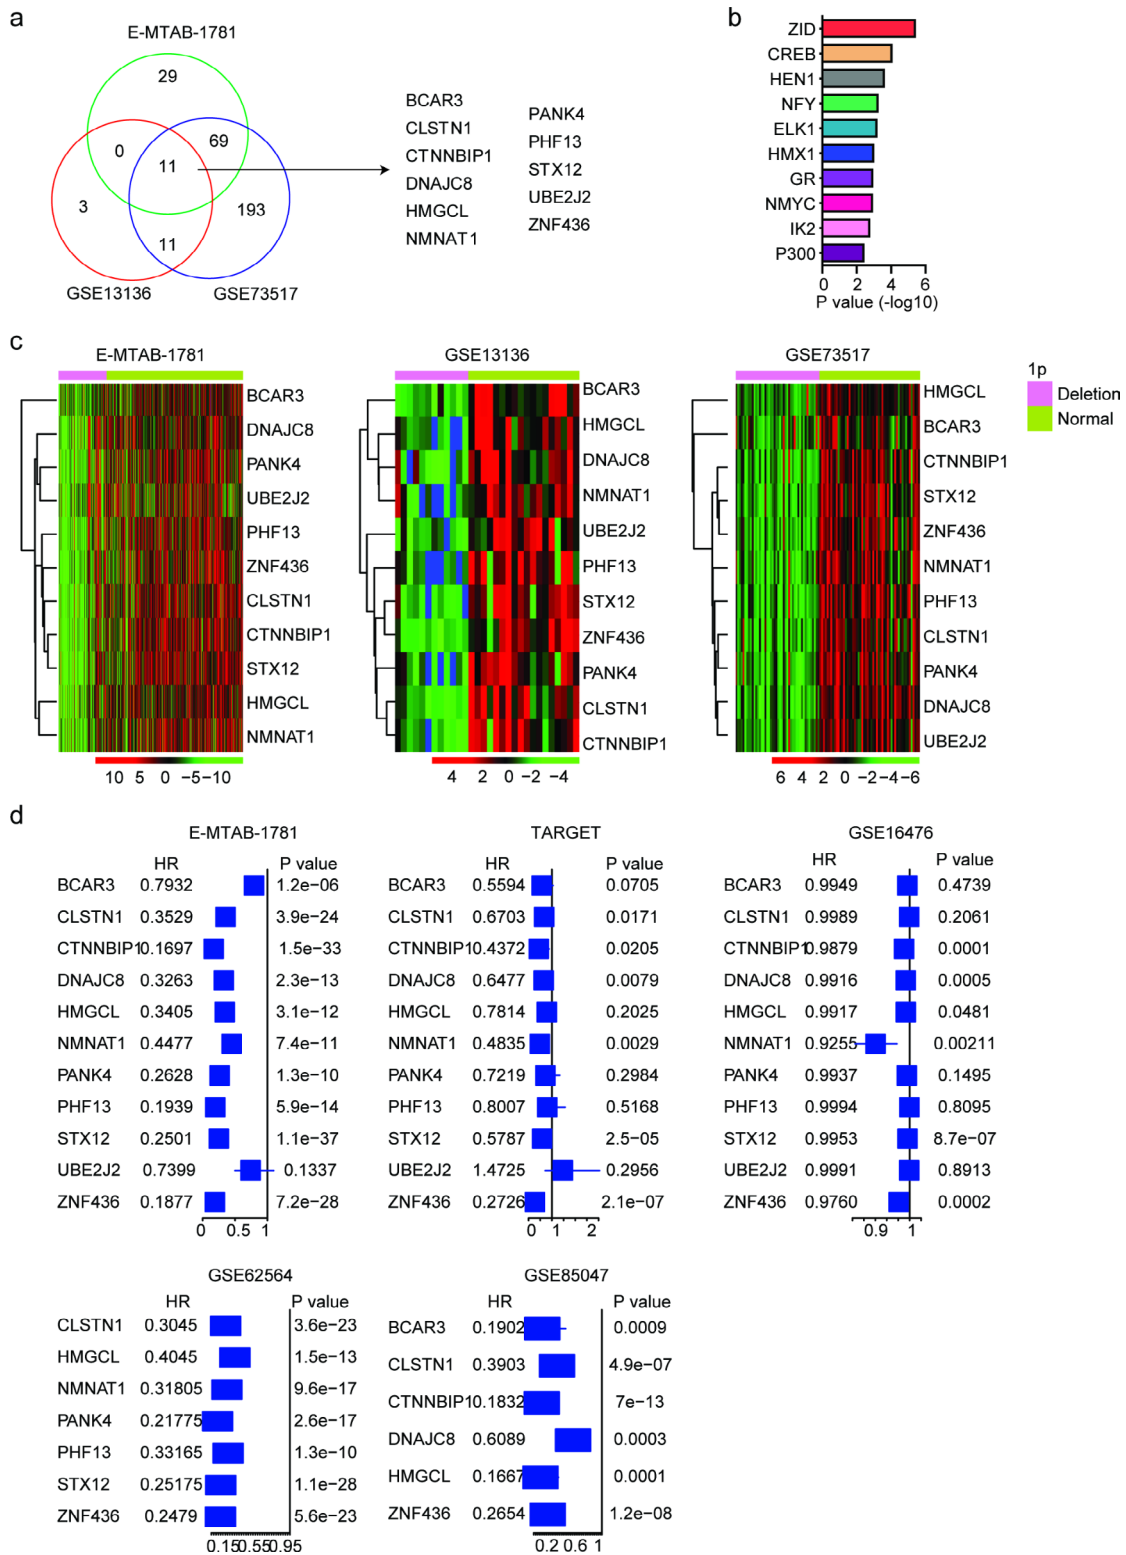 a
E-MTAB-1781
29
0
69
11
3
193
11
GSE13136
GSE73517
BCAR3
CLSTN1
CTNNBIP1
DNAJC8
HMGCL
NMNAT1
PANK4
PHF13
STX12
UBE2J2
ZNF436
b
ZID
CREB
HEN1
NFY
ELK1
HMX1
GR
NMYC
IK2
P300
0 2 4 6
P value (-log10)
c
E-MTAB-1781
BCAR3
DNAJC8
PANK4
UBE2J2
PHF13
ZNF436
CLSTN1
CTNNBIP1
STX12
HMGCL
NMNAT1
10 5 0 −5−10
GSE13136
BCAR3
HMGCL
DNAJC8
NMNAT1
UBE2J2
PHF13
STX12
ZNF436
PANK4
CLSTN1
CTNNBIP1
4 2 0 −2 −4
GSE73517
HMGCL
BCAR3
CTNNBIP1
STX12
ZNF436
NMNAT1
PHF13
CLSTN1
PANK4
DNAJC8
UBE2J2
6 4 2 0 −2−4−6
1p
Deletion
Normal
d
E-MTAB-1781
HR P value
BCAR3 0.7932 1.2e−06
CLSTN1 0.3529 3.9e−24
CTNNBIP1 0.1697 1.5e−33
DNAJC8 0.3263 2.3e−13
HMGCL 0.3405 3.1e−12
NMNAT1 0.4477 7.4e−11
PANK4 0.2628 1.3e−10
PHF13 0.1939 5.9e−14
STX12 0.2501 1.1e−37
UBE2J2 0.7399 0.1337
ZNF436 0.1877 7.2e−28
0 0.5 1
TARGET
HR P value
BCAR3 0.5594 0.0705
CLSTN1 0.6703 0.0171
CTNNBIP1 0.4372 0.0205
DNAJC8 0.6477 0.0079
HMGCL 0.7814 0.2025
NMNAT1 0.4835 0.0029
PANK4 0.7219 0.2984
PHF13 0.8007 0.5168
STX12 0.5787 2.5-05
UBE2J2 1.4725 0.2956
ZNF436 0.2726 2.1e−07
0 1 2
GSE16476
HR P value
BCAR3 0.9949 0.4739
CLSTN1 0.9989 0.2061
CTNNBIP1 0.9879 0.0001
DNAJC8 0.9916 0.0005
HMGCL 0.9917 0.0481
NMNAT1 0.9255 0.00211
PANK4 0.9937 0.1495
PHF13 0.9994 0.8095
STX12 0.9953 8.7e−07
UBE2J2 0.9991 0.8913
ZNF436 0.9760 0.0002
0.9 1
GSE62564
HR P value
CLSTN1 0.3045 3.6e−23
HMGCL 0.4045 1.5e−13
NMNAT1 0.31805 9.6e−17
PANK4 0.21775 2.6e−17
PHF13 0.33165 1.3e−10
STX12 0.25175 1.1e−28
ZNF436 0.2479 5.6e−23
0.15 0.55 0.95
GSE85047
HR P value
BCAR3 0.1902 0.0009
CLSTN1 0.3903 4.9e−07
CTNNBIP1 0.1832 7e−13
DNAJC8 0.6089 0.0003
HMGCL 0.1667 0.0001
ZNF436 0.2654 1.2e−08
0.2 0.6 1